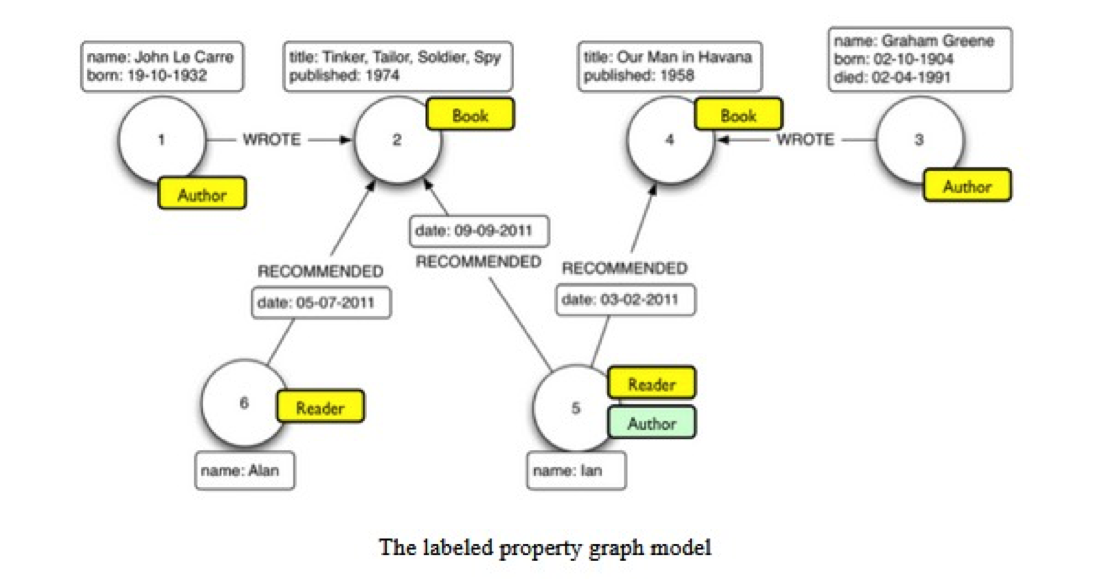 name: John Le Carre
born: 19-10-1932
title: Tinker, Tailor, Soldier, Spy
published: 1974
title: Our Man in Havana
published: 1958
name: Graham Greene
born: 02-10-1904
died: 02-04-1991
1
WROTE
2
Book
Author
4
Book
WROTE
3
Author
date: 09-09-2011
RECOMMENDED
RECOMMENDED
date: 05-07-2011
RECOMMENDED
date: 03-02-2011
6
Reader
name: Alan
5
Reader
Author
name: Ian
The labeled property graph model